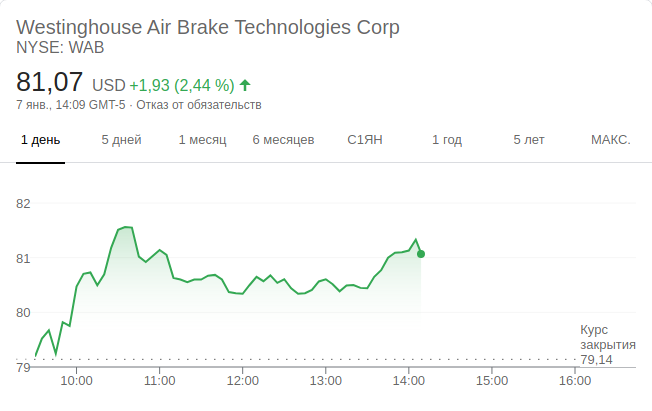 Westinghouse Air Brake Technologies Corp
NYSE: WAB
81,07 USD +1,93 (2,44 %)
7 янв., 14:09 GMT-5 · Отказ от обязательств
1 день 5 дней 1 месяц 6 месяцев С1ЯН 1 год 5 лет МАКС.
82
81
80
Курс
закрытия
79,14
79
10:00 11:00 12:00 13:00 14:00 15:00 16:00